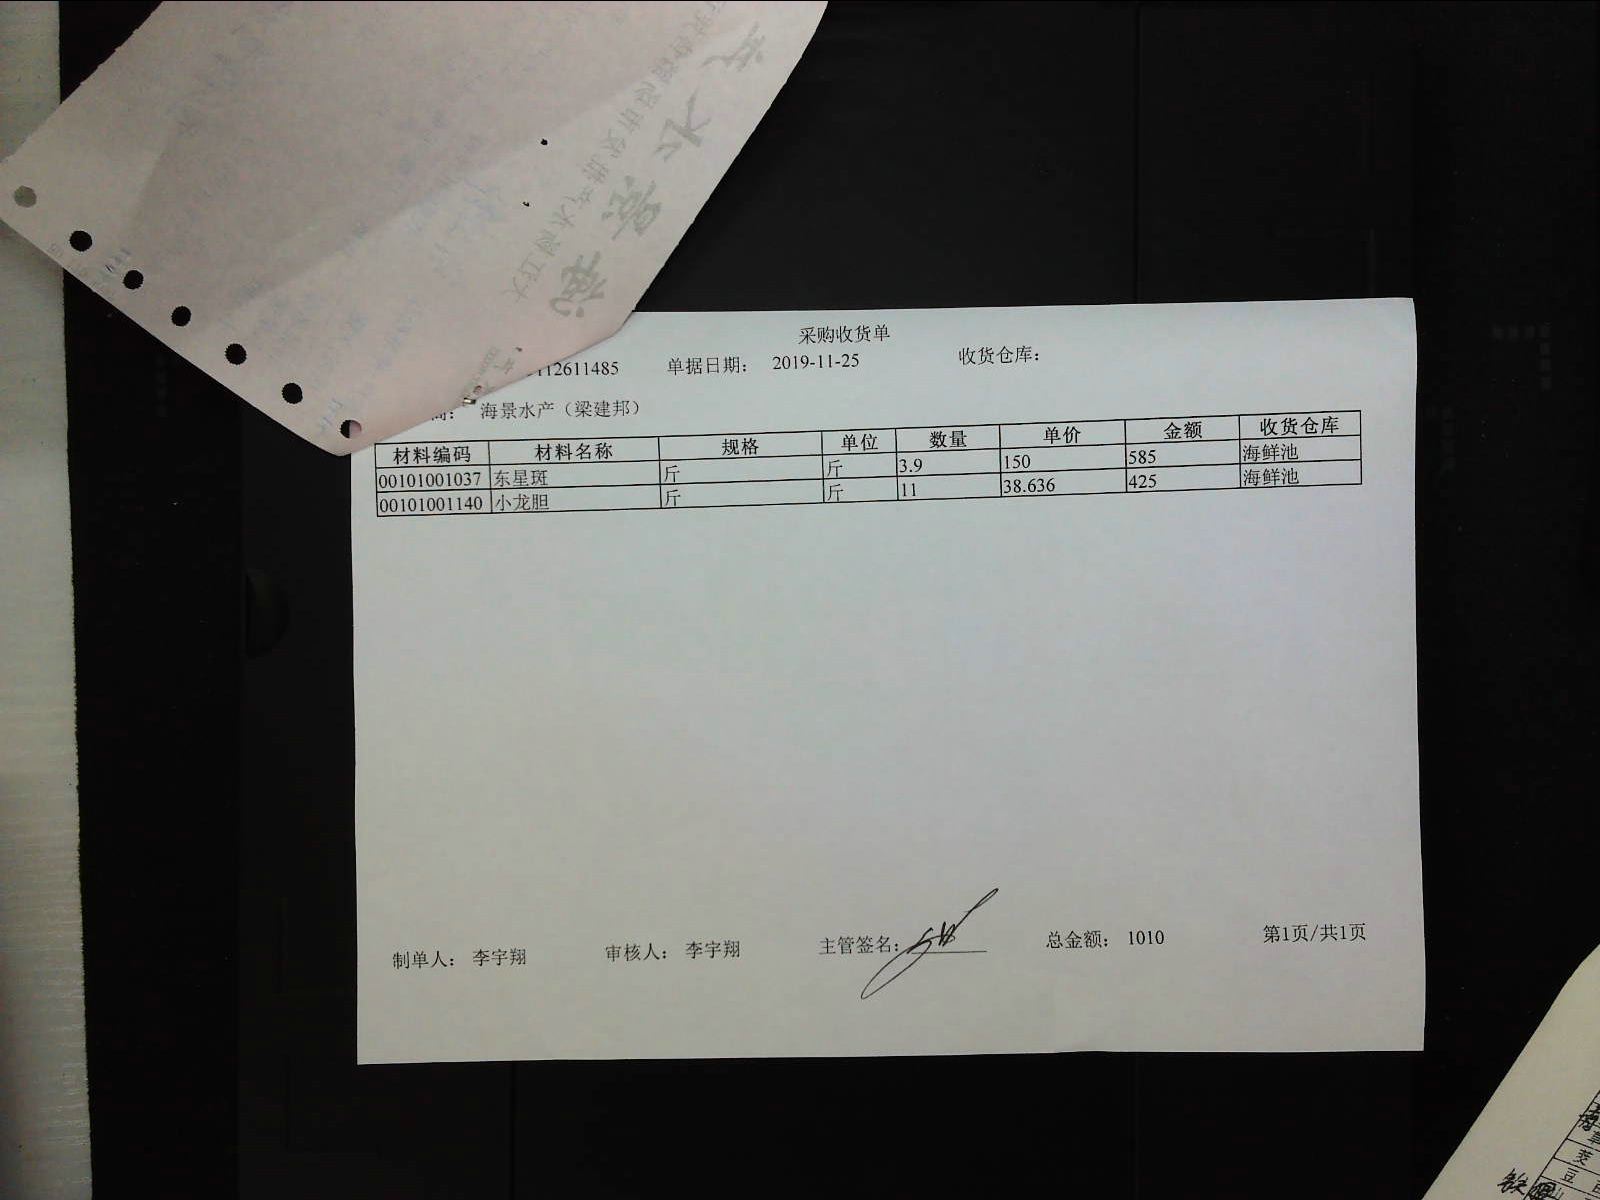 采购收货单
112611485 单据日期: 2019-11-25 收货仓库:
商: 海景水产（梁建邦）
材料编码 材料名称 规格 单位 数量 单价 金额 收货仓库
00101001037 东星斑 斤 斤 3.9 150 585 海鲜池
00101001140 小龙胆 斤 斤 11 38.636 425 海鲜池
制单人: 李宇翔 审核人: 李宇翔 主管签名: 总金额: 1010 第1页/共1页